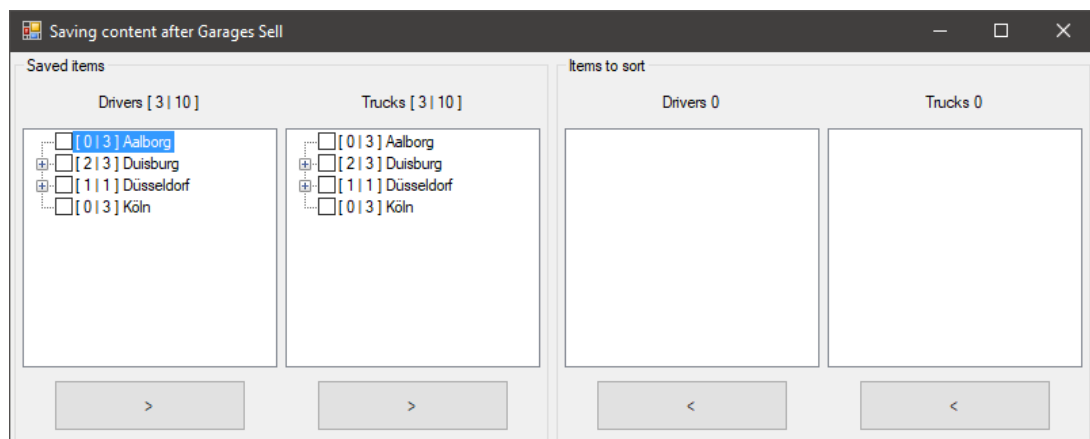 Saving content after Garages Sell
Saved items
Items to sort
Drivers [ 3 | 10 ]
Trucks [ 3 | 10 ]
Drivers 0
Trucks 0
[ 0 | 3 ] Aalborg
[ 2 | 3 ] Duisburg
[ 1 | 1 ] Düsseldorf
[ 0 | 3 ] Köln
[ 0 | 3 ] Aalborg
[ 2 | 3 ] Duisburg
[ 1 | 1 ] Düsseldorf
[ 0 | 3 ] Köln
>
>
<
<